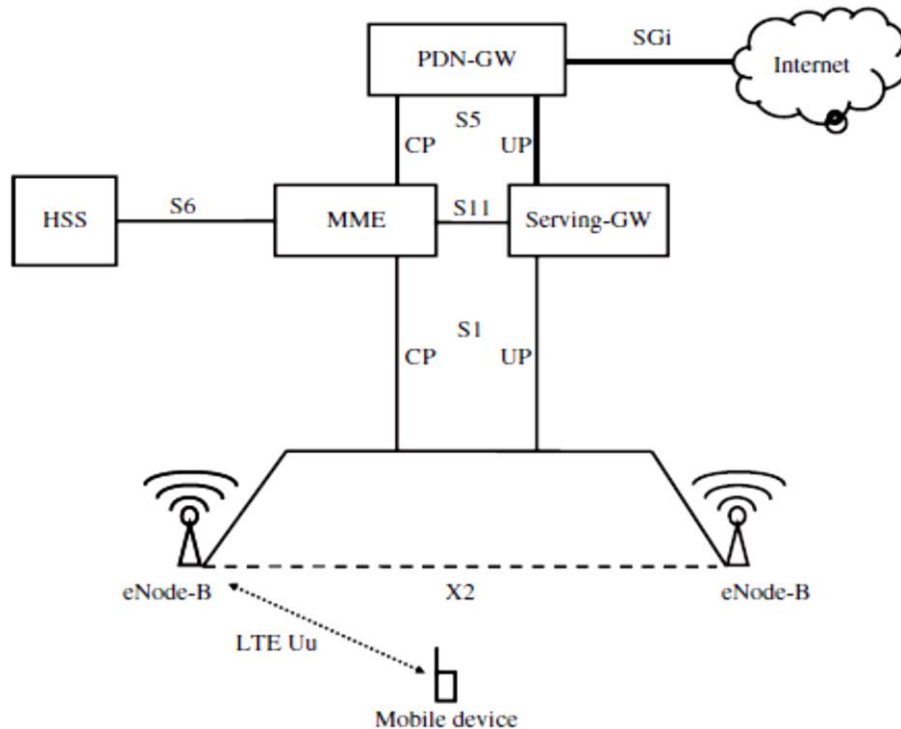 SGi
PDN-GW
Internet
S5
CP UP
HSS
S6
MME
S11
Serving-GW
S1
CP UP
eNode-B
X2
eNode-B
LTE Uu
Mobile device